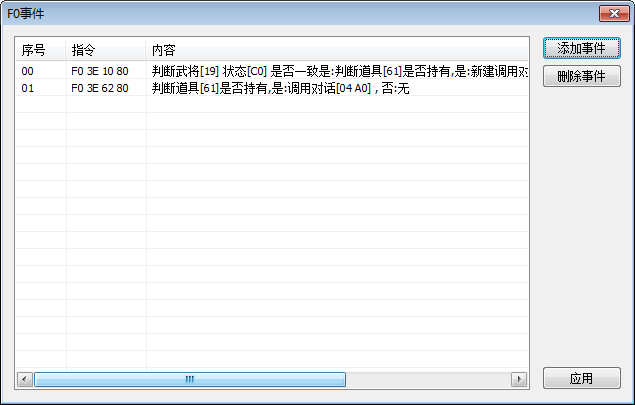 F0事件
序号 指令 内容
00 F0 3E 10 80 判断武将[19] 状态[C0] 是否一致是:判断道具[61]是否持有,是:新建调用对
01 F0 3E 62 80 判断道具[61]是否持有,是:调用对话[04 A0] , 否:无
添加事件
删除事件
应用